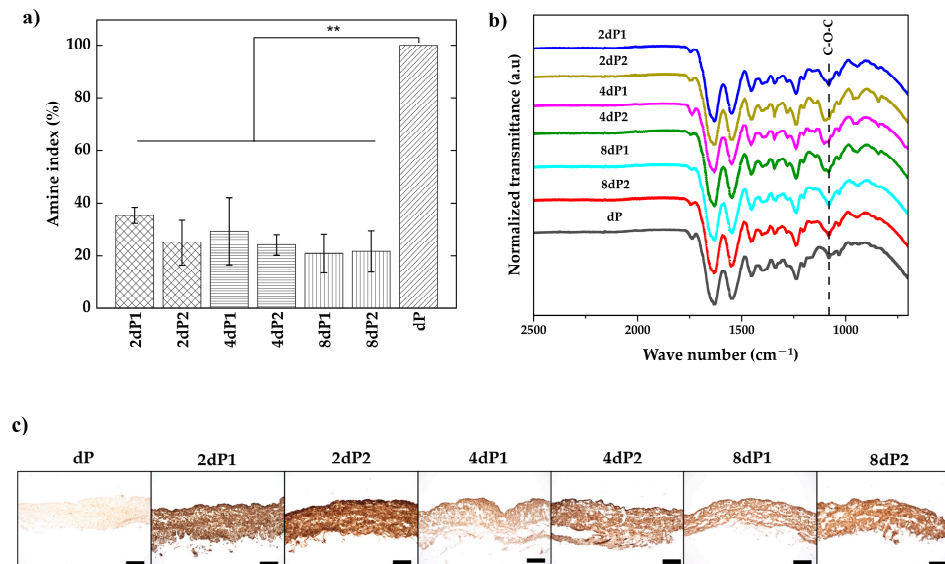 a)
**
Amine index (%)
100
80
60
40
20
0
2dP1
2dP2
4dP1
4dP2
8dP1
8dP2
dP
b)
C-O-C
Normalized transmittance (a.u)
2dP1
2dP2
4dP1
4dP2
8dP1
8dP2
dP
2500 2000 1500 1000
Wave number (cm⁻¹)
c)
dP 2dP1 2dP2 4dP1 4dP2 8dP1 8dP2